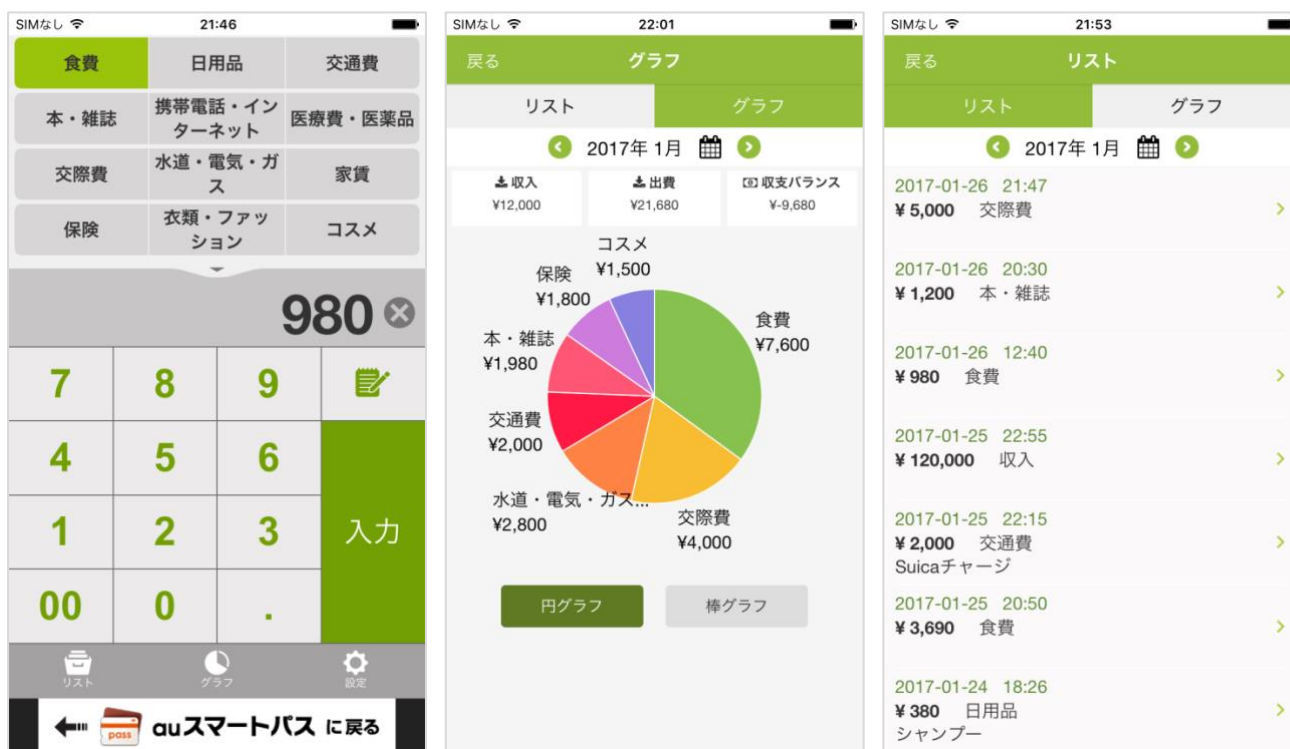 SIMなし 21:46
食費 日用品 交通費
本・雑誌 携帯電話・イン
ターネット 医療費・医薬品
交際費 水道・電気・ガ
ス 家賃
保険 衣類・ファッ
ション コスメ
980
7 8 9
4 5 6
1 2 3 入力
00 0 .
リスト グラフ 設定
pass auスマートパス に戻る
SIMなし 22:01
戻る グラフ
リスト グラフ
2017年 1月
収入 出費 収支バランス
¥12,000 ¥21,680 ¥-9,680
コスメ
¥1,500
保険
¥1,800
食費
¥7,600
本・雑誌
¥1,980
交通費
¥2,000
水道・電気・ガス...
¥2,800
交際費
¥4,000
円グラフ 棒グラフ
SIMなし 21:53
戻る リスト
リスト グラフ
2017年 1月
2017-01-26 21:47
¥ 5,000 交際費
2017-01-26 20:30
¥ 1,200 本・雑誌
2017-01-26 12:40
¥ 980 食費
2017-01-25 22:55
¥ 120,000 収入
2017-01-25 22:15
¥ 2,000 交通費
Suicaチャージ
2017-01-25 20:50
¥ 3,690 食費
2017-01-24 18:26
¥ 380 日用品
シャンプー